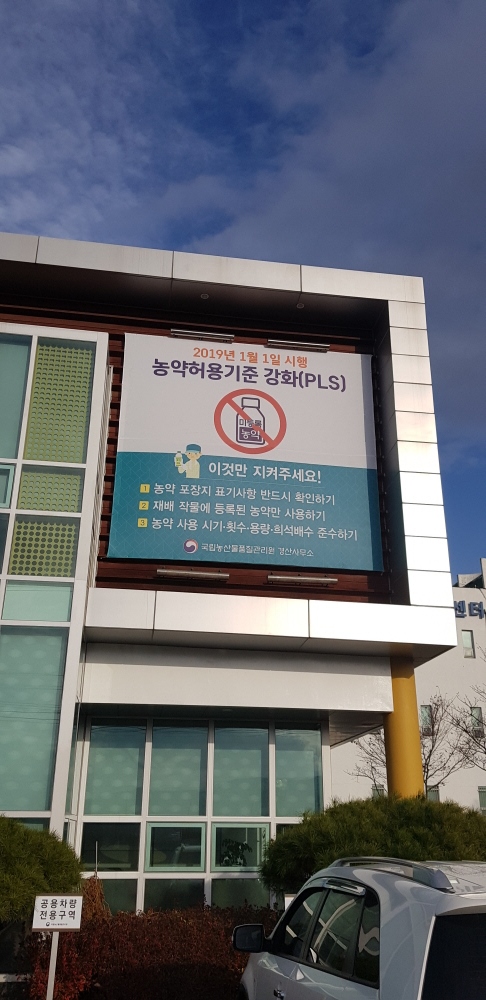 2019년 1월 1일 시행
농약허용기준 강화(PLS)
미등록
농약
이것만 지켜주세요!
1 농약 포장지 표기사항 반드시 확인하기
2 재배 작물에 등록된 농약만 사용하기
3 농약 사용 시기·횟수·용량·희석배수 준수하기
국립농산물품질관리원 경산사무소
센터
공용차량
전용구역